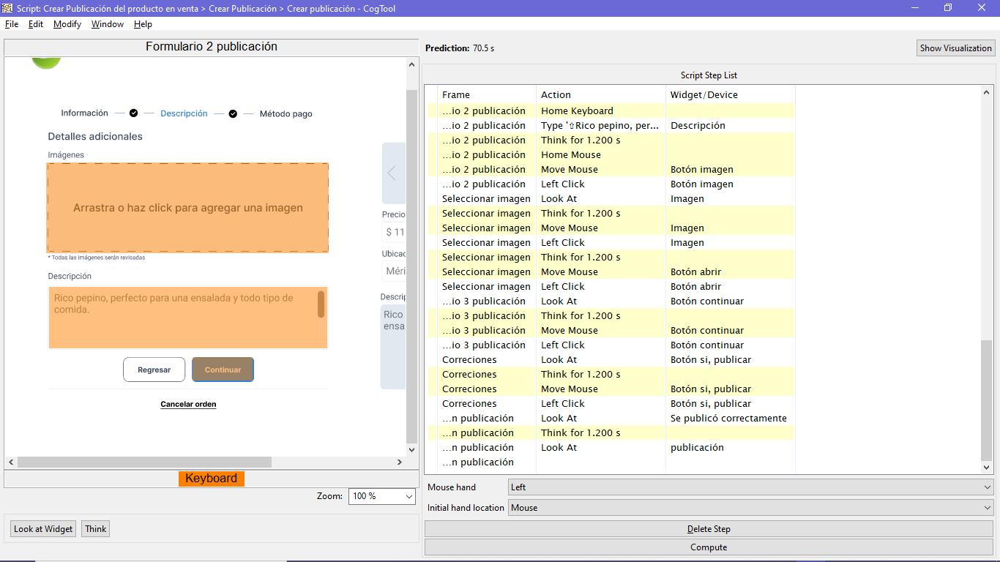 Script: Crear Publicación del producto en venta > Crear Publicación > Crear publicación - CogTool
File Edit Modify Window Help
Formulario 2 publicación
Información Descripción Método pago
Detalles adicionales
Imágenes
Arrastra o haz click para agregar una imagen
* Todas las imágenes serán revisadas
Descripción
Rico pepino, perfecto para una ensalada y todo tipo de
comida.
Regresar Continuar
Cancelar orden
Precio
$ 11
Ubicac
Méri
Descrip
Rico
ensa
Keyboard
Zoom: 100 %
Look at Widget Think
Prediction: 70.5 s Show Visualization
Script Step List
Frame Action Widget/Device
...io 2 publicación Home Keyboard
...io 2 publicación Type '⇧Rico pepino, per... Descripción
...io 2 publicación Think for 1.200 s
...io 2 publicación Home Mouse
...io 2 publicación Move Mouse Botón imagen
...io 2 publicación Left Click Botón imagen
Seleccionar imagen Look At Imagen
Seleccionar imagen Think for 1.200 s
Seleccionar imagen Move Mouse Imagen
Seleccionar imagen Left Click Imagen
Seleccionar imagen Think for 1.200 s
Seleccionar imagen Move Mouse Botón abrir
Seleccionar imagen Left Click Botón abrir
...io 3 publicación Look At Botón continuar
...io 3 publicación Think for 1.200 s
...io 3 publicación Move Mouse Botón continuar
...io 3 publicación Left Click Botón continuar
Correciones Look At Botón si, publicar
Correciones Think for 1.200 s
Correciones Move Mouse Botón si, publicar
Correciones Left Click Botón si, publicar
...n publicación Look At Se publicó correctamente
...n publicación Think for 1.200 s
...n publicación Look At publicación
...n publicación
Mouse hand Left
Initial hand location Mouse
Delete Step
Compute